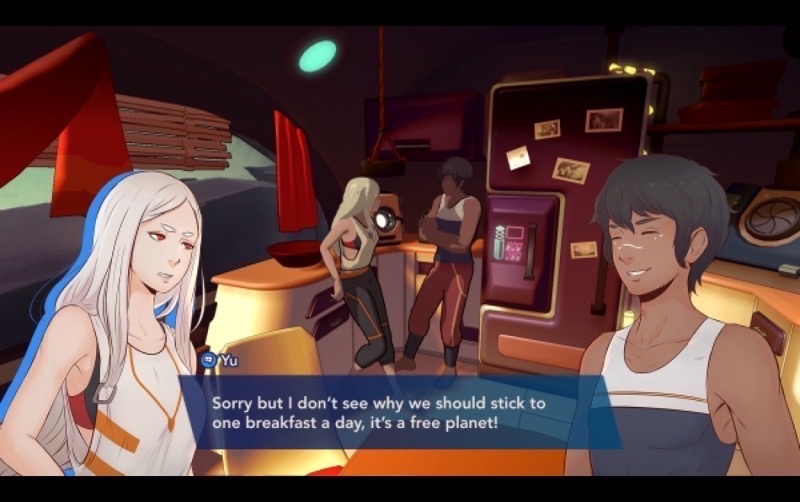 Yu
Sorry but I don't see why we should stick to
one breakfast a day, it's a free planet!